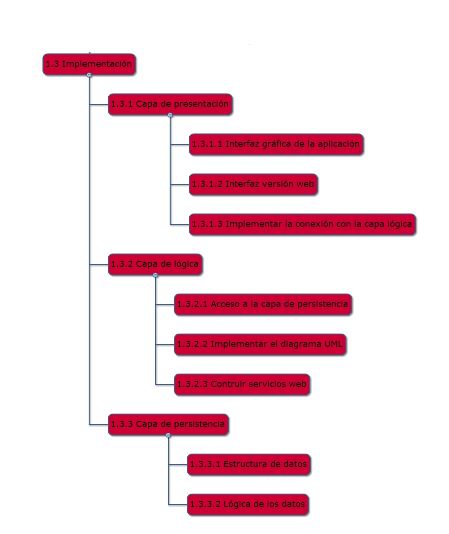 1.3 Implementación
1.3.1 Capa de presentación
1.3.1.1 Interfaz gráfica de la aplicación
1.3.1.2 Interfaz versión web
1.3.1.3 Implementar la conexión con la capa lógica
1.3.2 Capa de lógica
1.3.2.1 Acceso a la capa de persistencia
1.3.2.2 Implementar el diagrama UML
1.3.2.3 Contruir servicios web
1.3.3 Capa de persistencia
1.3.3.1 Estructura de datos
1.3.3.2 Lógica de los datos